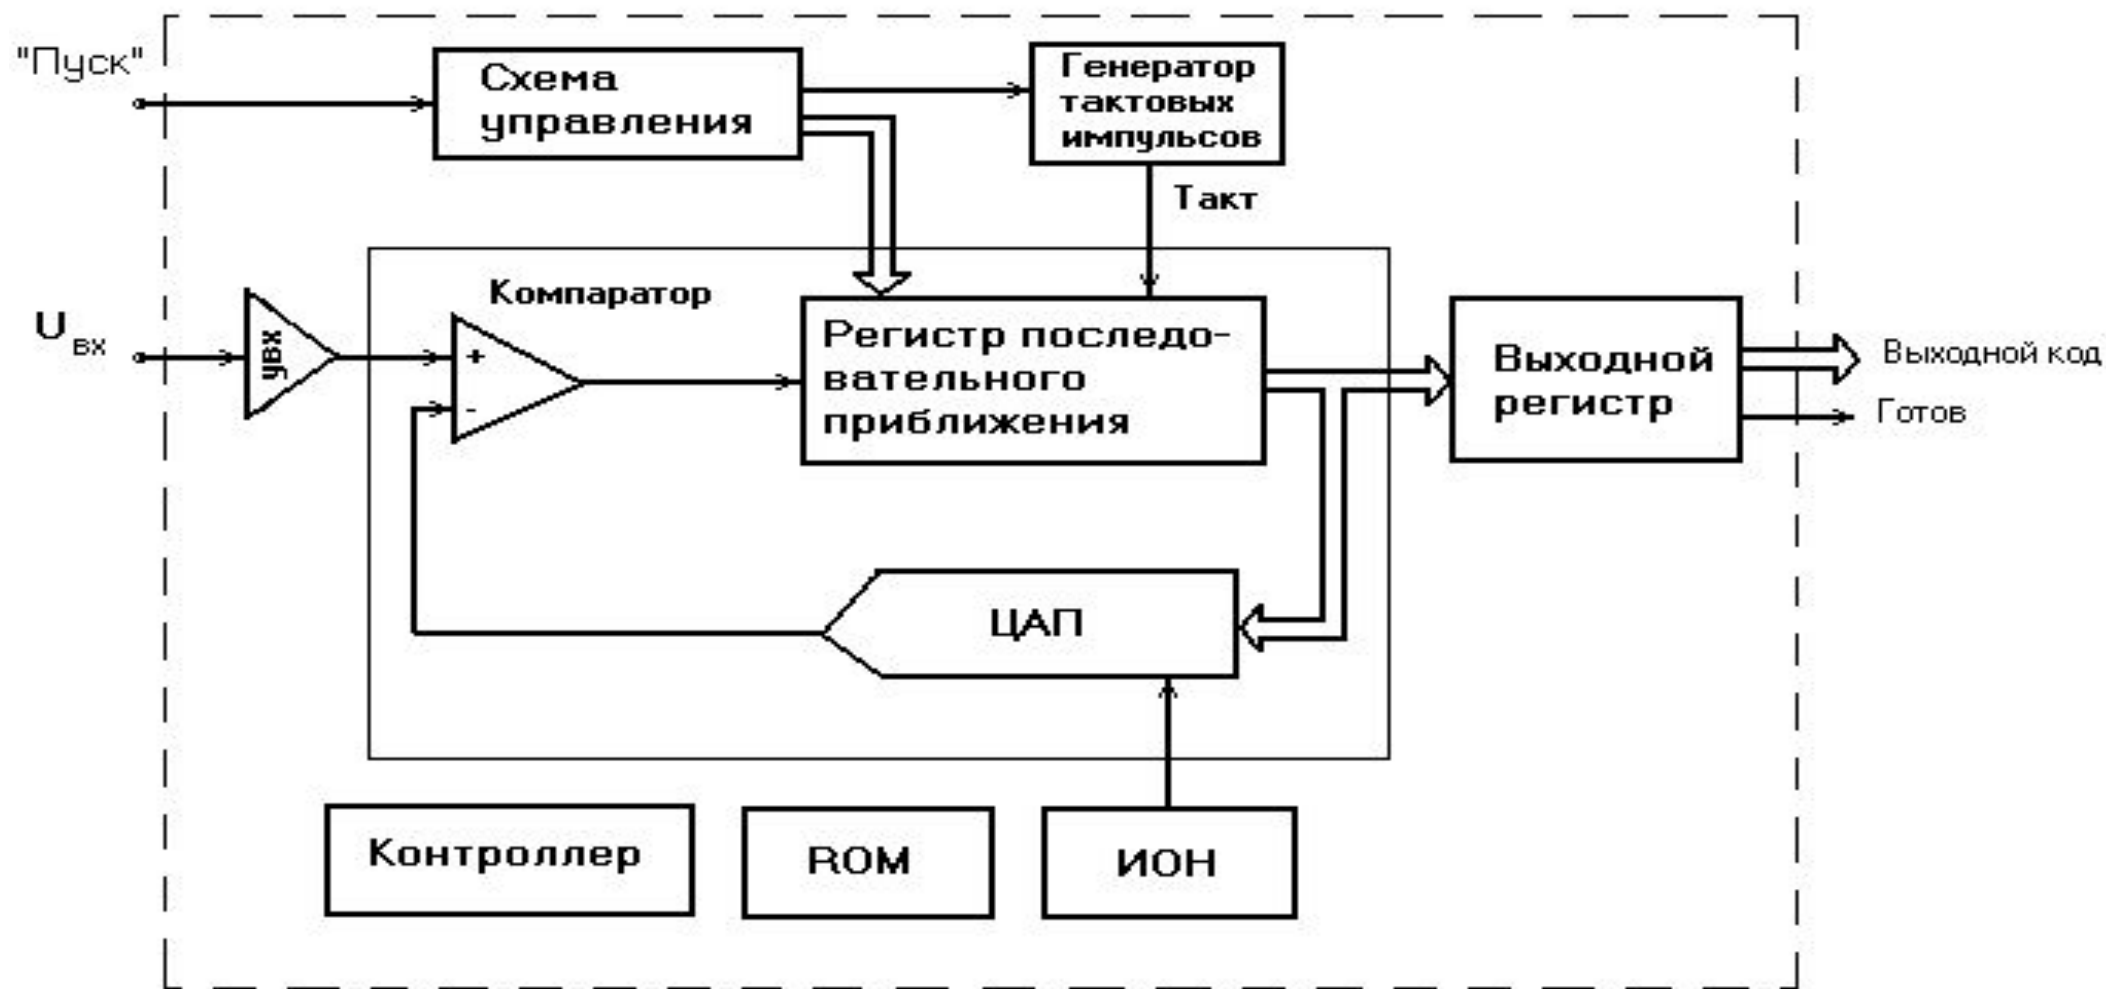 "Пуск"
Схема
управления
Генератор
тактовых
импульсов
Такт
U вх
увх
Компаратор
+
-
Регистр последо-
вательного
приближения
Выходной
регистр
Выходной код
Готов
ЦАП
Контроллер
ROM
ИОН